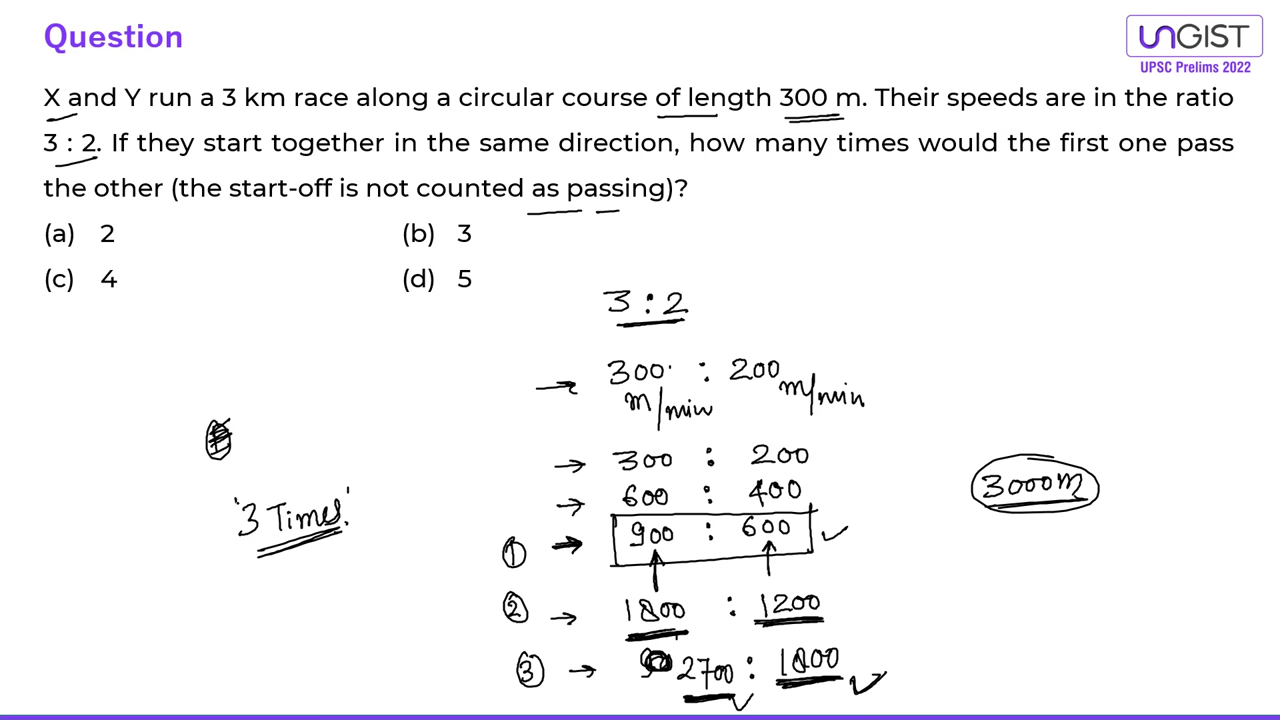 Question
UNGIST
UPSC Prelims 2022
X and Y run a 3 km race along a circular course of length 300 m. Their speeds are in the ratio
3 : 2. If they start together in the same direction, how many times would the first one pass
the other (the start-off is not counted as passing)?
(a) 2 (b) 3
(c) 4 (d) 5
3 : 2
→ 300 : 200
m/min m/min
→ 300 : 200
→ 600 : 400
① → 900 : 600
② → 1800 : 1200
③ → 2700 : 1800
'3 Times'.
3000m